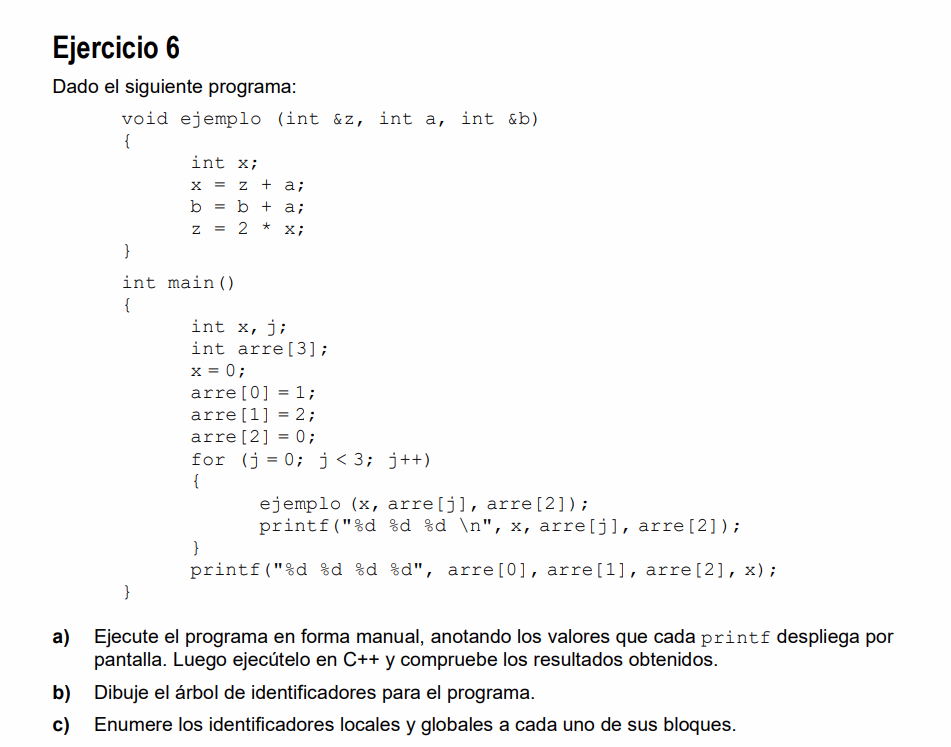 Ejercicio 6
Dado el siguiente programa:
void ejemplo (int &z, int a, int &b)
{
int x;
x = z + a;
b = b + a;
z = 2 * x;
}
int main()
{
int x, j;
int arre[3];
x = 0;
arre[0] = 1;
arre[1] = 2;
arre[2] = 0;
for (j = 0; j < 3; j++)
{
ejemplo (x, arre[j], arre[2]);
printf("%d %d %d \n", x, arre[j], arre[2]);
}
printf("%d %d %d %d", arre[0], arre[1], arre[2], x);
}
a) Ejecute el programa en forma manual, anotando los valores que cada printf despliega por
pantalla. Luego ejecútelo en C++ y compruebe los resultados obtenidos.
b) Dibuje el árbol de identificadores para el programa.
c) Enumere los identificadores locales y globales a cada uno de sus bloques.